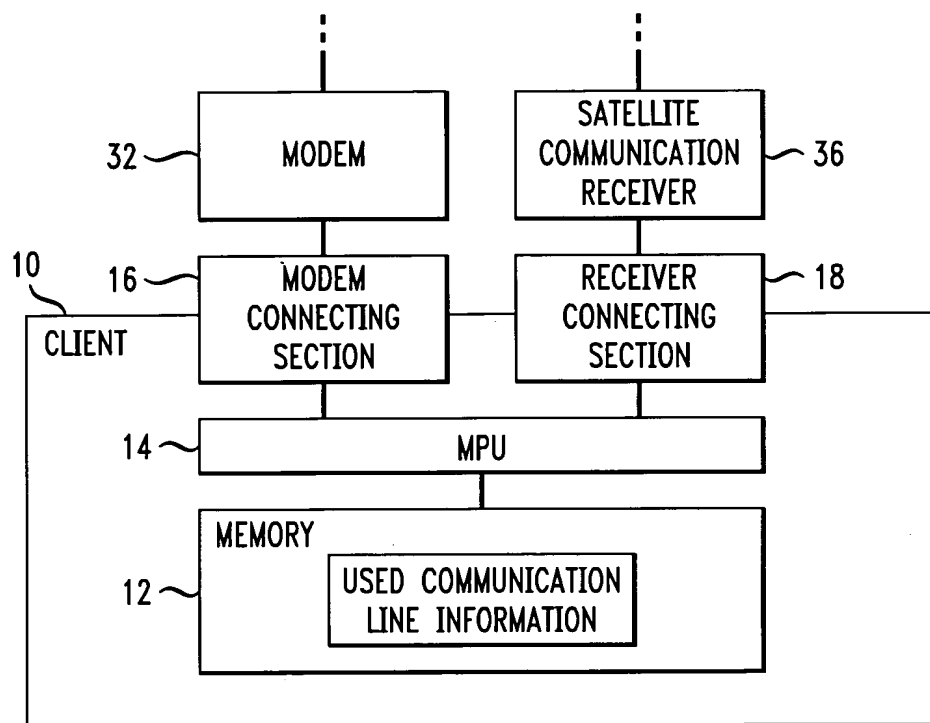 32
MODEM
SATELLITE
COMMUNICATION
RECEIVER
36
10
16
MODEM
CONNECTING
SECTION
RECEIVER
CONNECTING
SECTION
18
CLIENT
14
MPU
MEMORY
12
USED COMMUNICATION
LINE INFORMATION